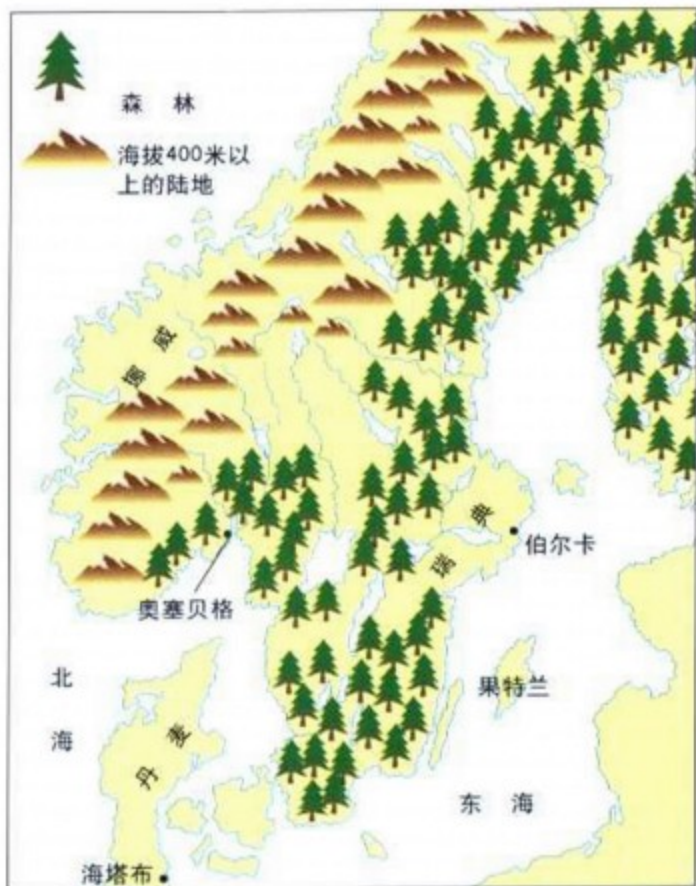 森林
海拔400米以
上的陆地
挪威
瑞典
伯尔卡
奥塞贝格
北
海
果特兰
丹麦
东海
海塔布